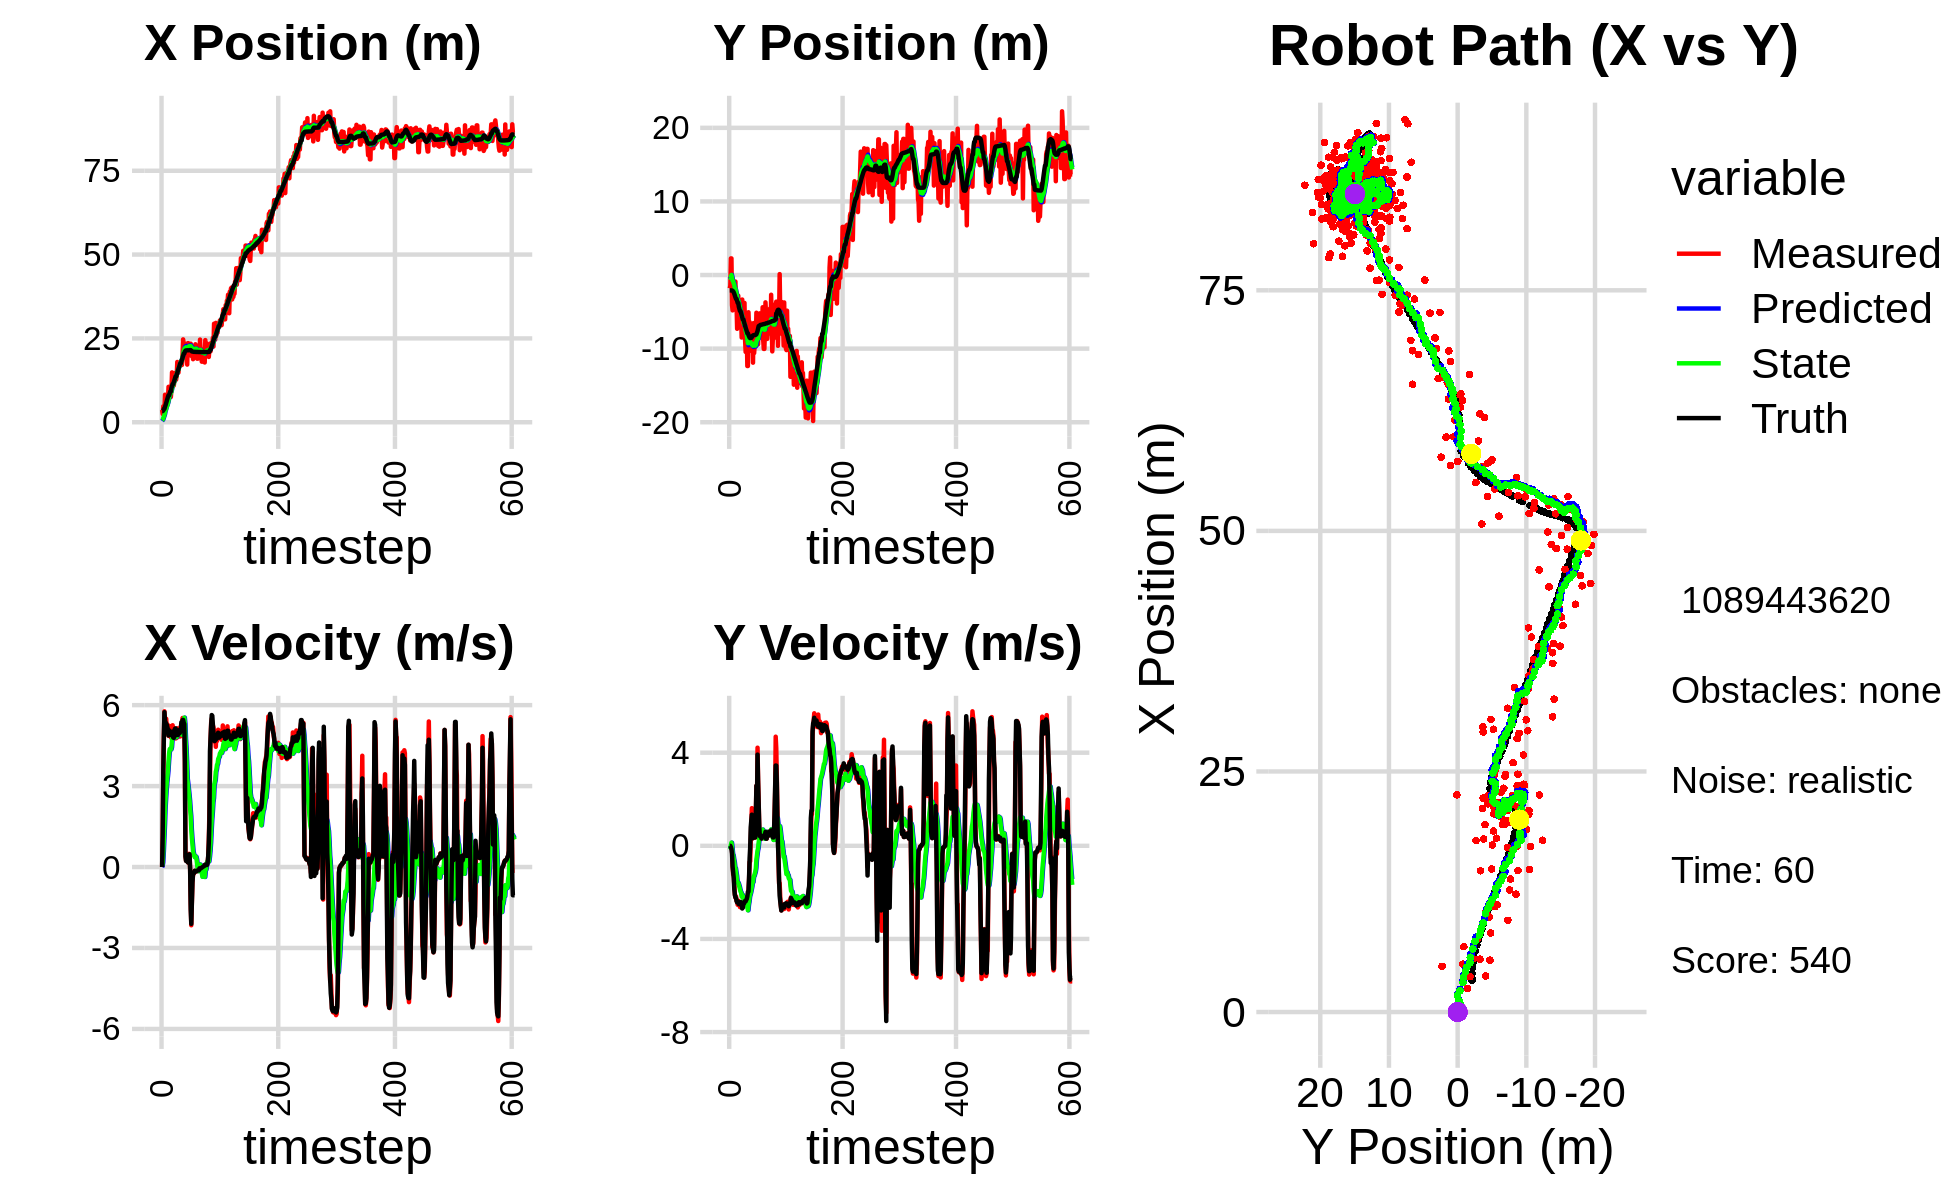 X Position (m)
75
50
25
0
0
200
400
600
timestep
Y Position (m)
20
10
0
-10
-20
0
200
400
600
timestep
X Velocity (m/s)
6
3
0
-3
-6
0
200
400
600
timestep
Y Velocity (m/s)
4
0
-4
-8
0
200
400
600
timestep
Robot Path (X vs Y)
X Position (m)
75
50
25
0
20 10 0 -10 -20
Y Position (m)
variable
Measured
Predicted
State
Truth
1089443620
Obstacles: none
Noise: realistic
Time: 60
Score: 540